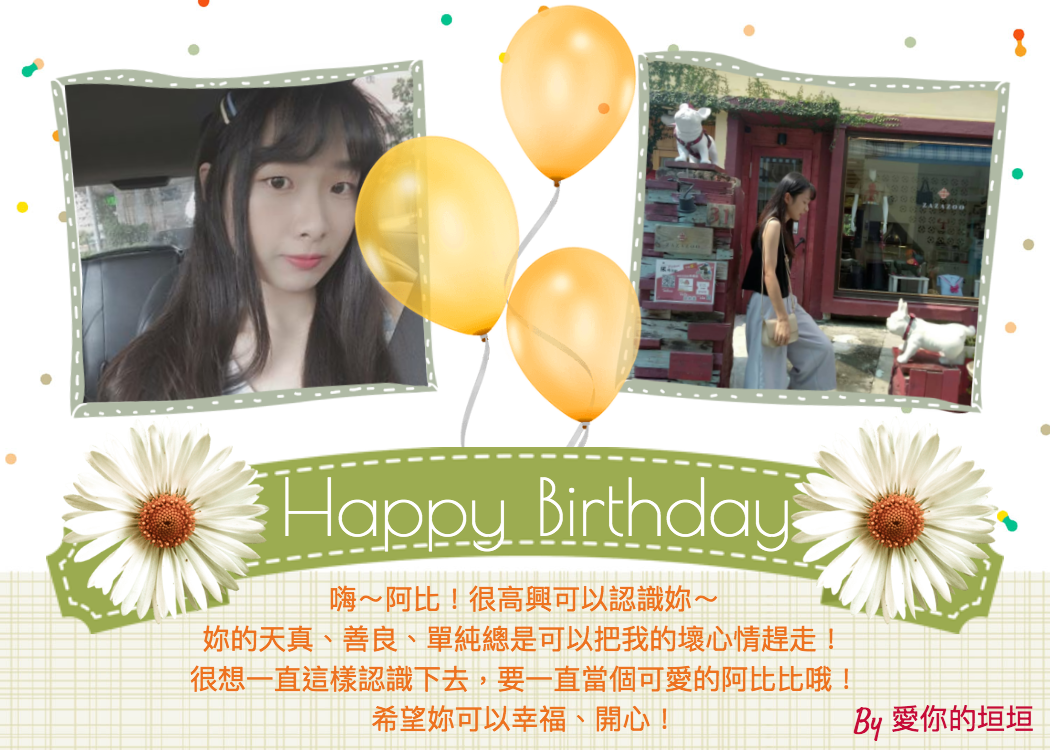 ZAZAZOO
Happy Birthday
嗨～阿比！很高興可以認識妳～
妳的天真、善良、單純總是可以把我的壞心情趕走！
很想一直這樣認識下去，要一直當個可愛的阿比比哦！
希望妳可以幸福、開心！
By 愛你的垣垣